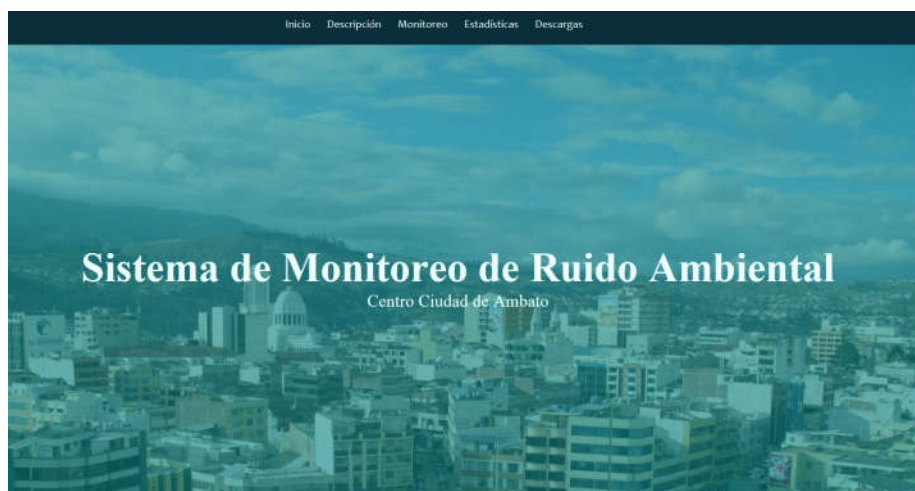 Inicio Descripción Monitoreo Estadísticas Descargas
Sistema de Monitoreo de Ruido Ambiental
Centro Ciudad de Ambato